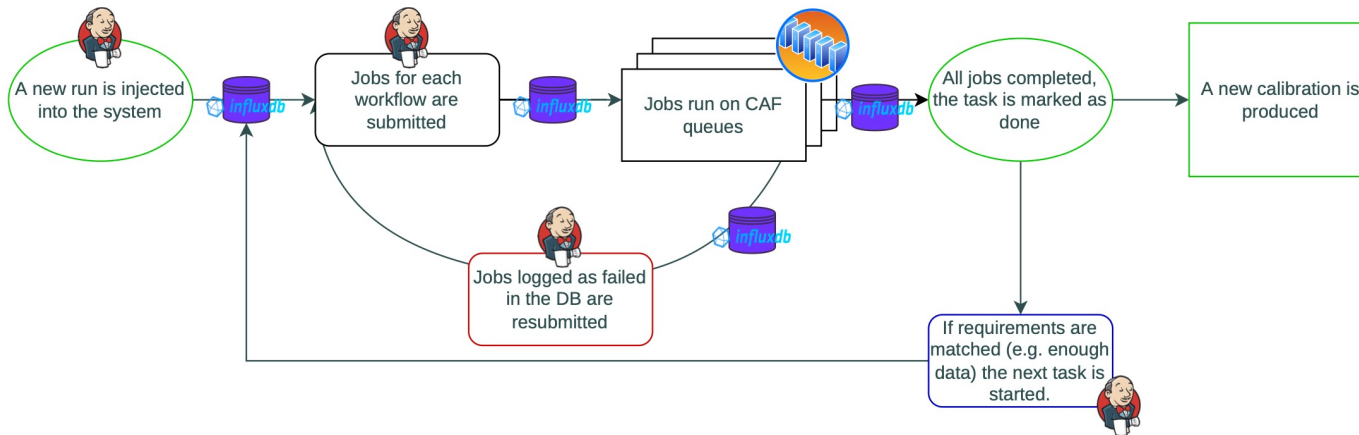 A new run is injected
into the system
influxdb
Jobs for each
workflow are
submitted
influxdb
Jobs run on CAF
queues
influxdb
All jobs completed,
the task is marked as
done
A new calibration is
produced
influxdb
Jobs logged as failed
in the DB are
resubmitted
If requirements are
matched (e.g. enough
data) the next task is
started.